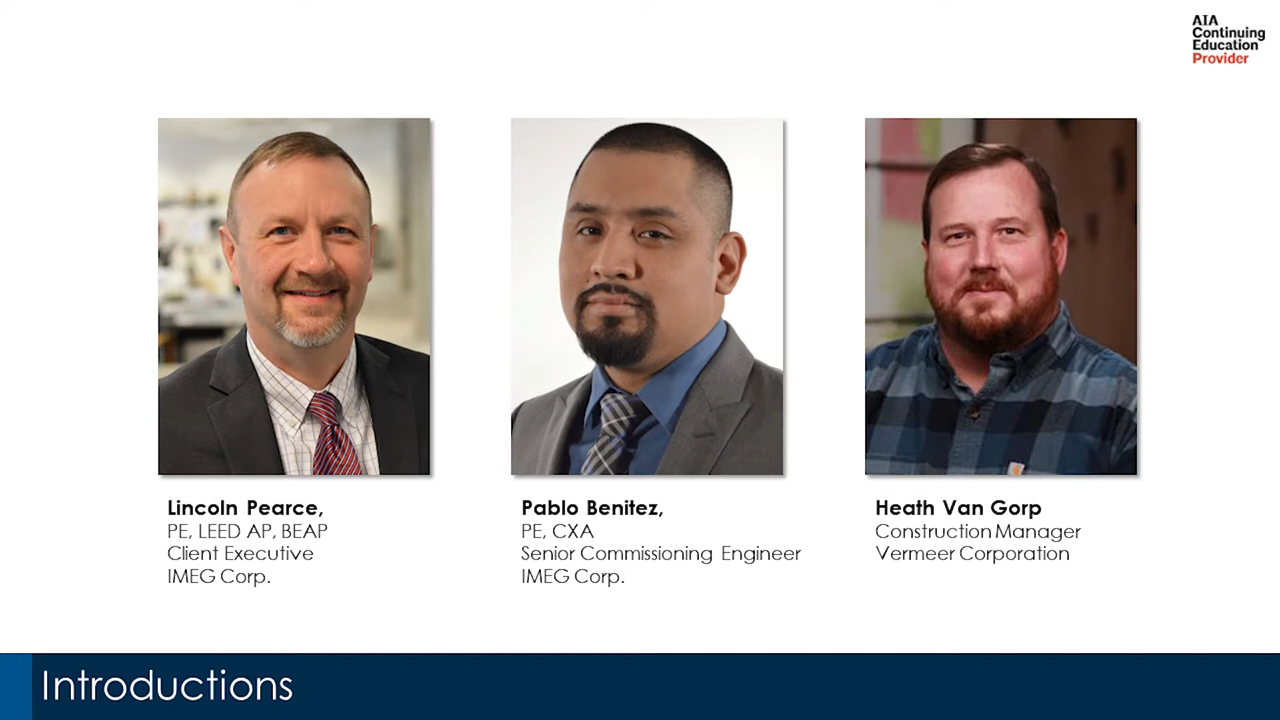 AIA
Continuing
Education
Provider
Lincoln Pearce,
PE, LEED AP, BEAP
Client Executive
IMEG Corp.
Pablo Benitez,
PE, CXA
Senior Commissioning Engineer
IMEG Corp.
Heath Van Gorp
Construction Manager
Vermeer Corporation
Introductions